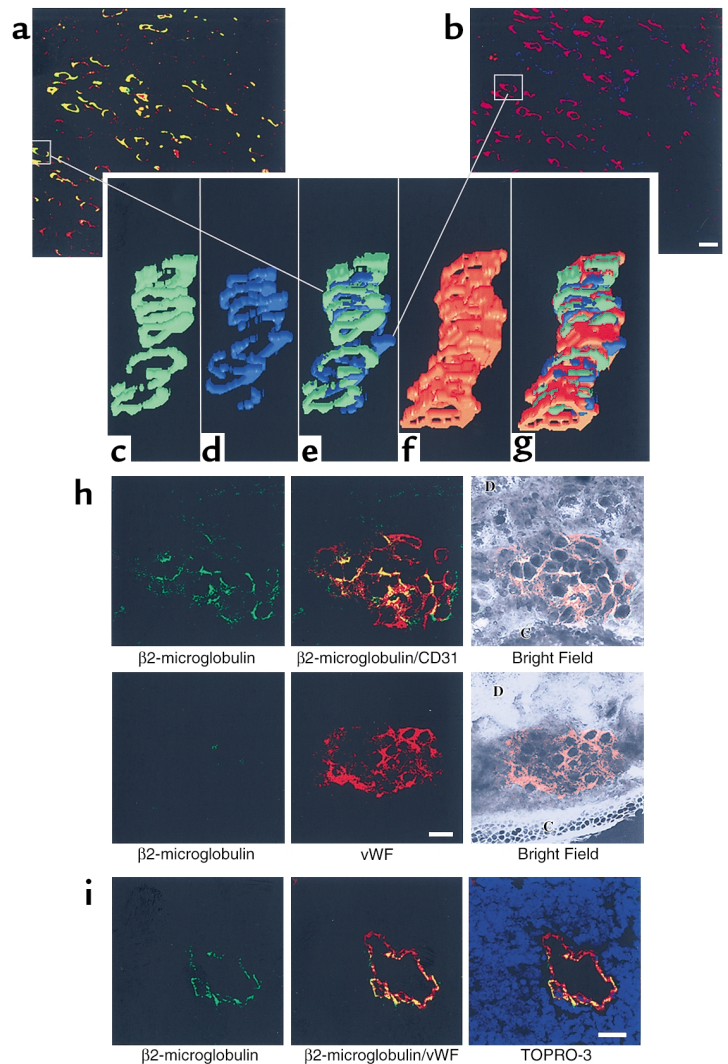 a
b
c d e f g
h
D
C
β2-microglobulin β2-microglobulin/CD31 Bright Field
D
C
β2-microglobulin vWF Bright Field
i
β2-microglobulin β2-microglobulin/vWF TOPRO-3